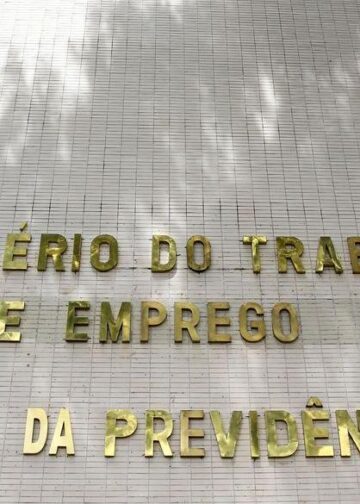 ÉRIO DO TRAB
E EMPREGO
DA PREVIDÊN